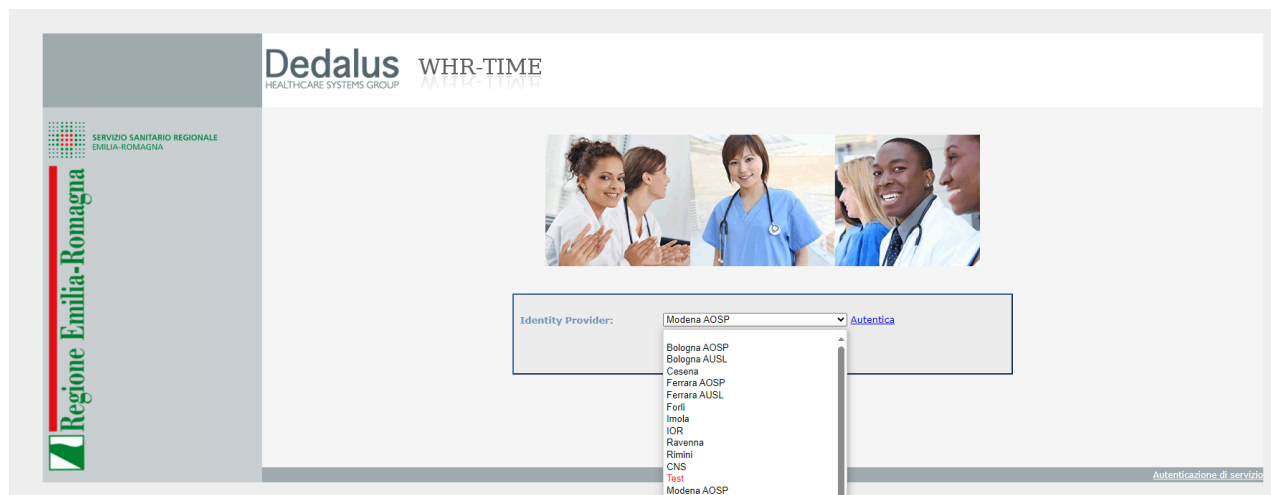 Dedalus
HEALTHCARE SYSTEMS GROUP
WHR-TIME
SERVIZIO SANITARIO REGIONALE
EMILIA-ROMAGNA
Regione Emilia-Romagna
Identity Provider:
Modena AOSP
Autentica
Bologna AOSP
Bologna AUSL
Cesena
Ferrara AOSP
Ferrara AUSL
Forlì
Imola
IOR
Ravenna
Rimini
CNS
Test
Modena AOSP
Autenticazione di servizio